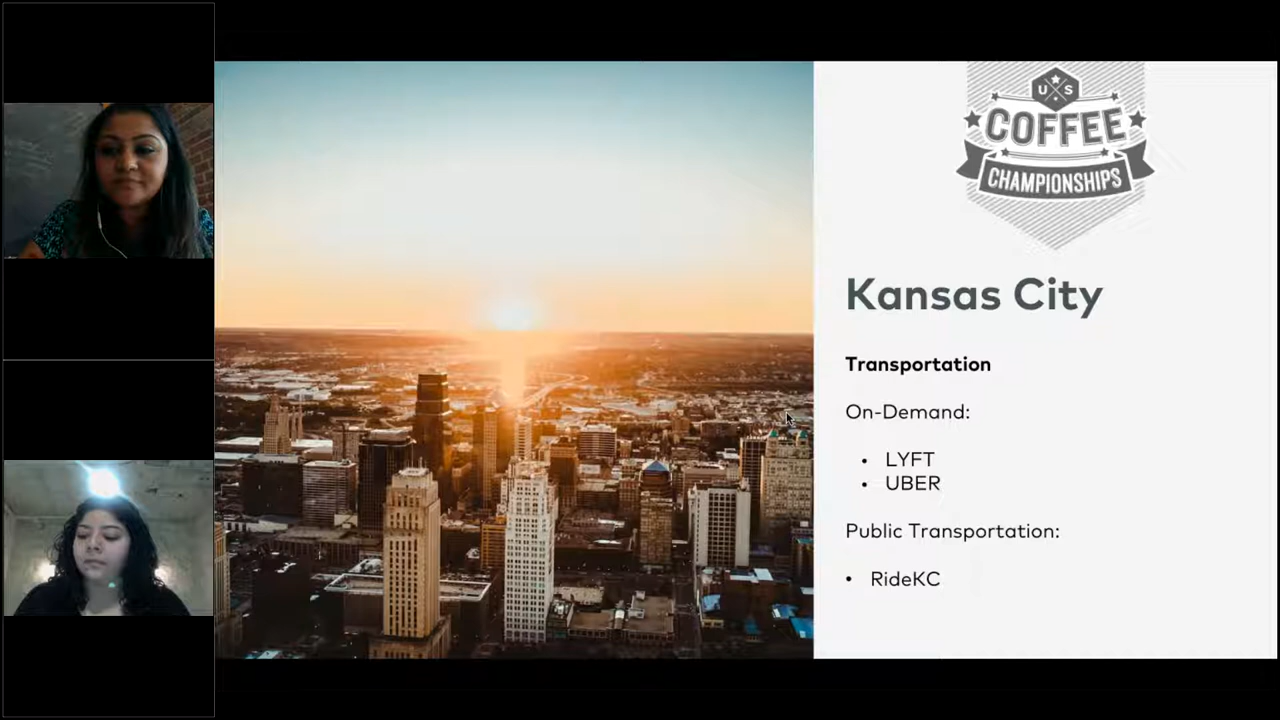 U S
COFFEE
CHAMPIONSHIPS
Kansas City
Transportation
On-Demand:
• LYFT
• UBER
Public Transportation:
• RideKC